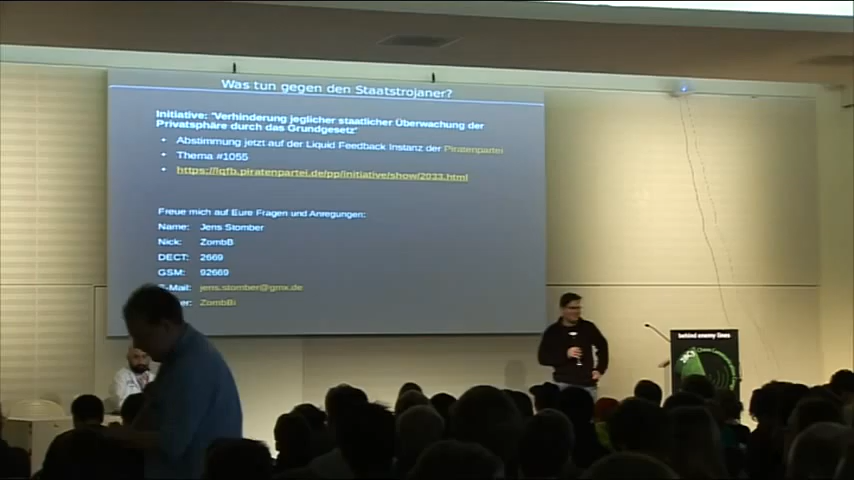 Was tun gegen den Staatstrojaner?
Initiative: "Verhinderung jeglicher staatlicher Überwachung der
Privatsphäre durch das Grundgesetz"
• Abstimmung jetzt auf der Liquid Feedback Instanz der Piratenpartei
• Thema #1055
• https://lqfb.piratenpartei.de/pp/initiative/show/2033.html
Freue mich auf Eure Fragen und Anregungen:
Name: Jens Stomber
Nick: ZombB
DECT: 2669
GSM: 92669
-Mail: jens.stomber@gmx.de
er: ZombBi
behind enemy lines